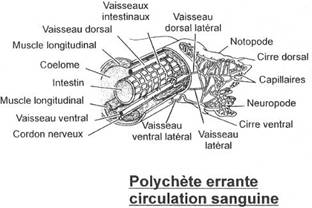 Vaisseaux
intestinaux
Vaisseau dorsal
Muscle longitudinal
Coelome
Intestin
Muscle longitudinal
Vaisseau ventral
Cordon nerveux
Vaisseau
dorsal latéral
Notopode
Cirre dorsal
Capillaires
Neuropode
Cirre ventral
Vaisseau
latéral
Vaisseau
ventral latéral
Polychète errante
circulation sanguine